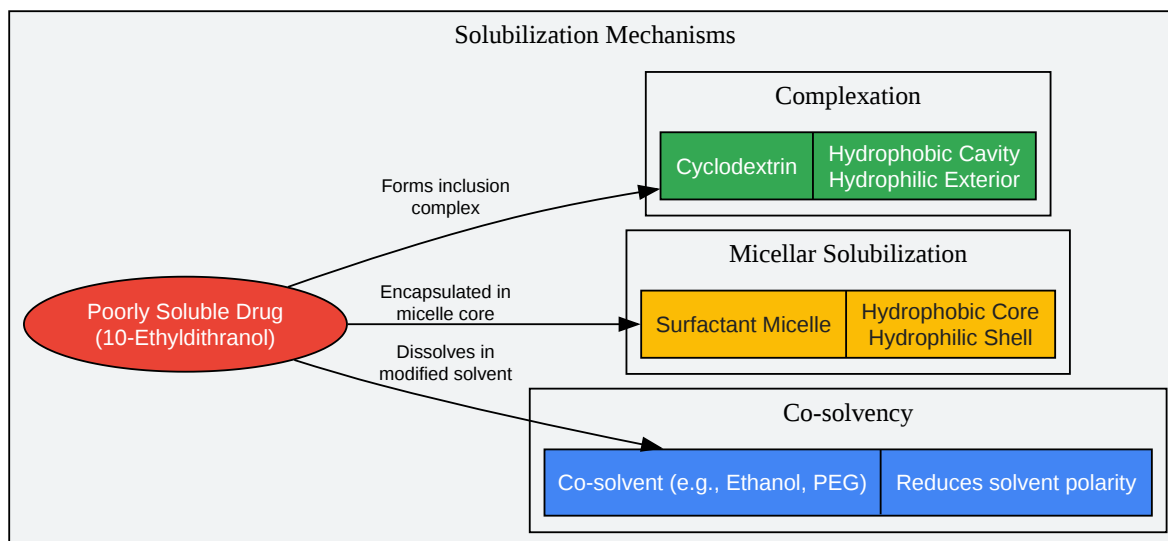 Solubilization Mechanisms
Complexation
Cyclodextrin
Hydrophobic Cavity
Hydrophilic Exterior
Forms inclusion
complex
Micellar Solubilization
Poorly Soluble Drug
(10-Ethyldithranol)
Encapsulated in
micelle core
Surfactant Micelle
Hydrophobic Core
Hydrophilic Shell
Dissolves in
modified solvent
Co-solvency
Co-solvent (e.g., Ethanol, PEG)
Reduces solvent polarity